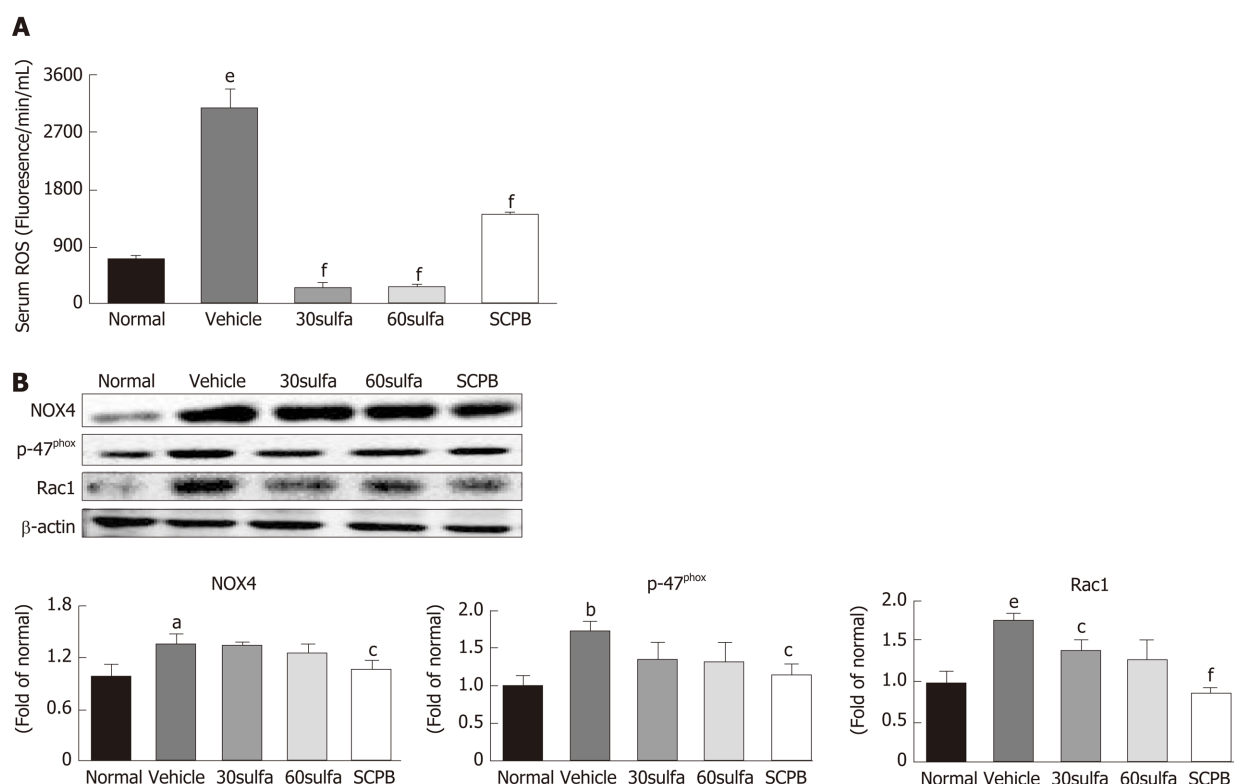 A
Serum ROS (Fluoresence/min/mL)
3600
2700
1800
900
0
e
f
f
f
Normal Vehicle 30sulfa 60sulfa SCPB
B
Normal Vehicle 30sulfa 60sulfa SCPB
NOX4
p-47phox
Rac1
β-actin
NOX4
(Fold of normal)
1.8
1.2
0.6
0
a
c
Normal Vehicle 30sulfa 60sulfa SCPB
p-47phox
(Fold of normal)
2.0
1.5
1.0
0.5
0
b
c
Normal Vehicle 30sulfa 60sulfa SCPB
Rac1
(Fold of normal)
2.0
1.5
1.0
0.5
0
e
c
f
Normal Vehicle 30sulfa 60sulfa SCPB